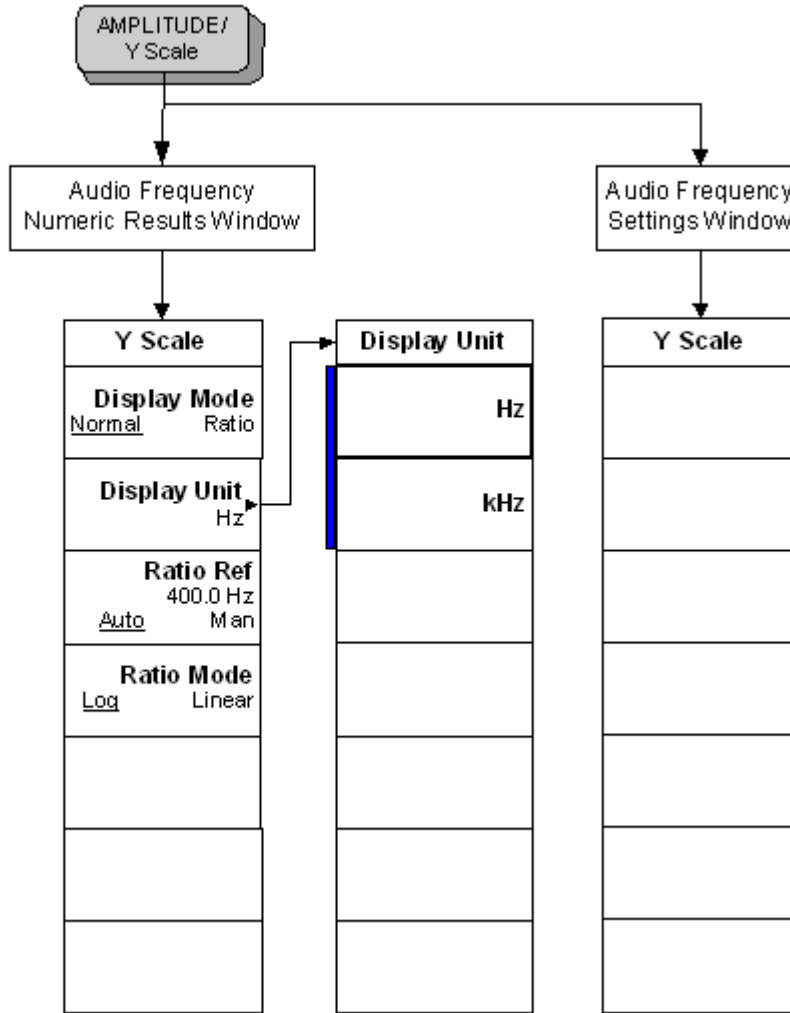 AMPLITUDE/
Y Scale
Audio Frequency
Numeric Results Window
Audio Frequency
Settings Window
Y Scale
Display Mode
Normal Ratio
Display Unit
Hz
Ratio Ref
400.0 Hz
Auto Man
Ratio Mode
Log Linear
Display Unit
Hz
kHz
Y Scale